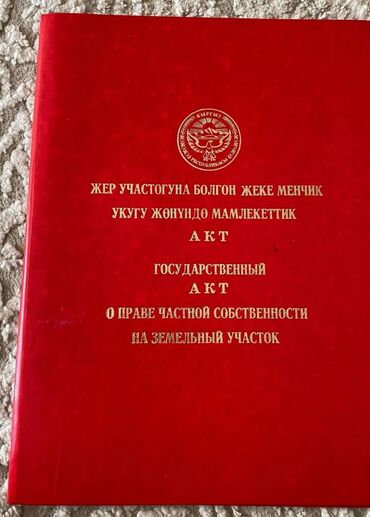 ЖЕР УЧАСТОГУНА БОЛГОН ЖЕКЕ МЕНЧИК
УКУГУ ЖӨНҮНДӨ МАМЛЕКЕТТИК
АКТ
ГОСУДАРСТВЕННЫЙ
АКТ
О ПРАВЕ ЧАСТНОЙ СОБСТВЕННОСТИ
НА ЗЕМЕЛЬНЫЙ УЧАСТОК